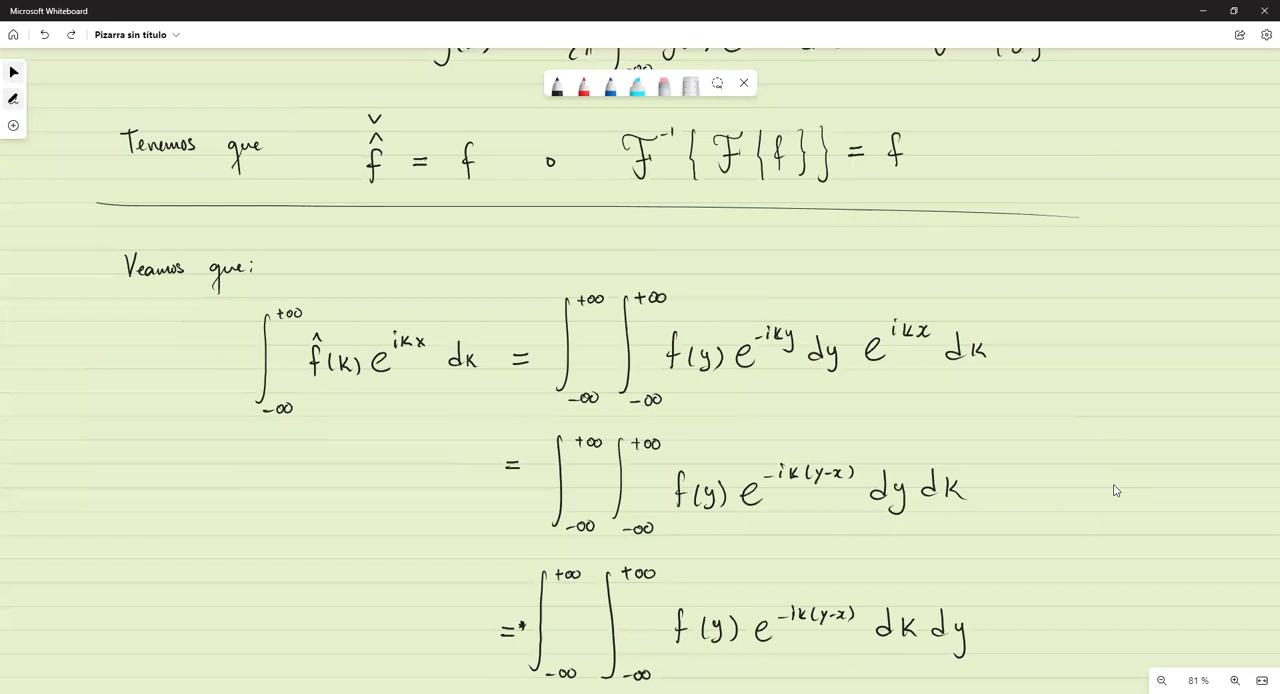 Microsoft Whiteboard
Pizarra sin título
Tenemos que f̂̌ = f o ℱ⁻¹{ℱ{f}} = f
Veamos que:
∫_{-∞}^{+∞} f̂(k) e^{ikx} dk = ∫_{-∞}^{+∞} ∫_{-∞}^{+∞} f(y) e^{-iky} dy e^{ikx} dk
= ∫_{-∞}^{+∞} ∫_{-∞}^{+∞} f(y) e^{-ik(y-x)} dy dk
=* ∫_{-∞}^{+∞} ∫_{-∞}^{+∞} f(y) e^{-ik(y-x)} dk dy
81 %